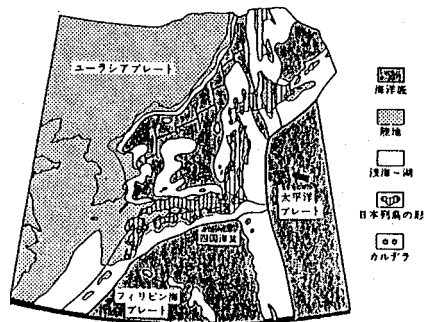 ユーラシアプレート
太平洋
プレート
四国海盆
フィリピン海
プレート
海洋底
陸地
浅海〜湖
日本列島の形
カルデラ